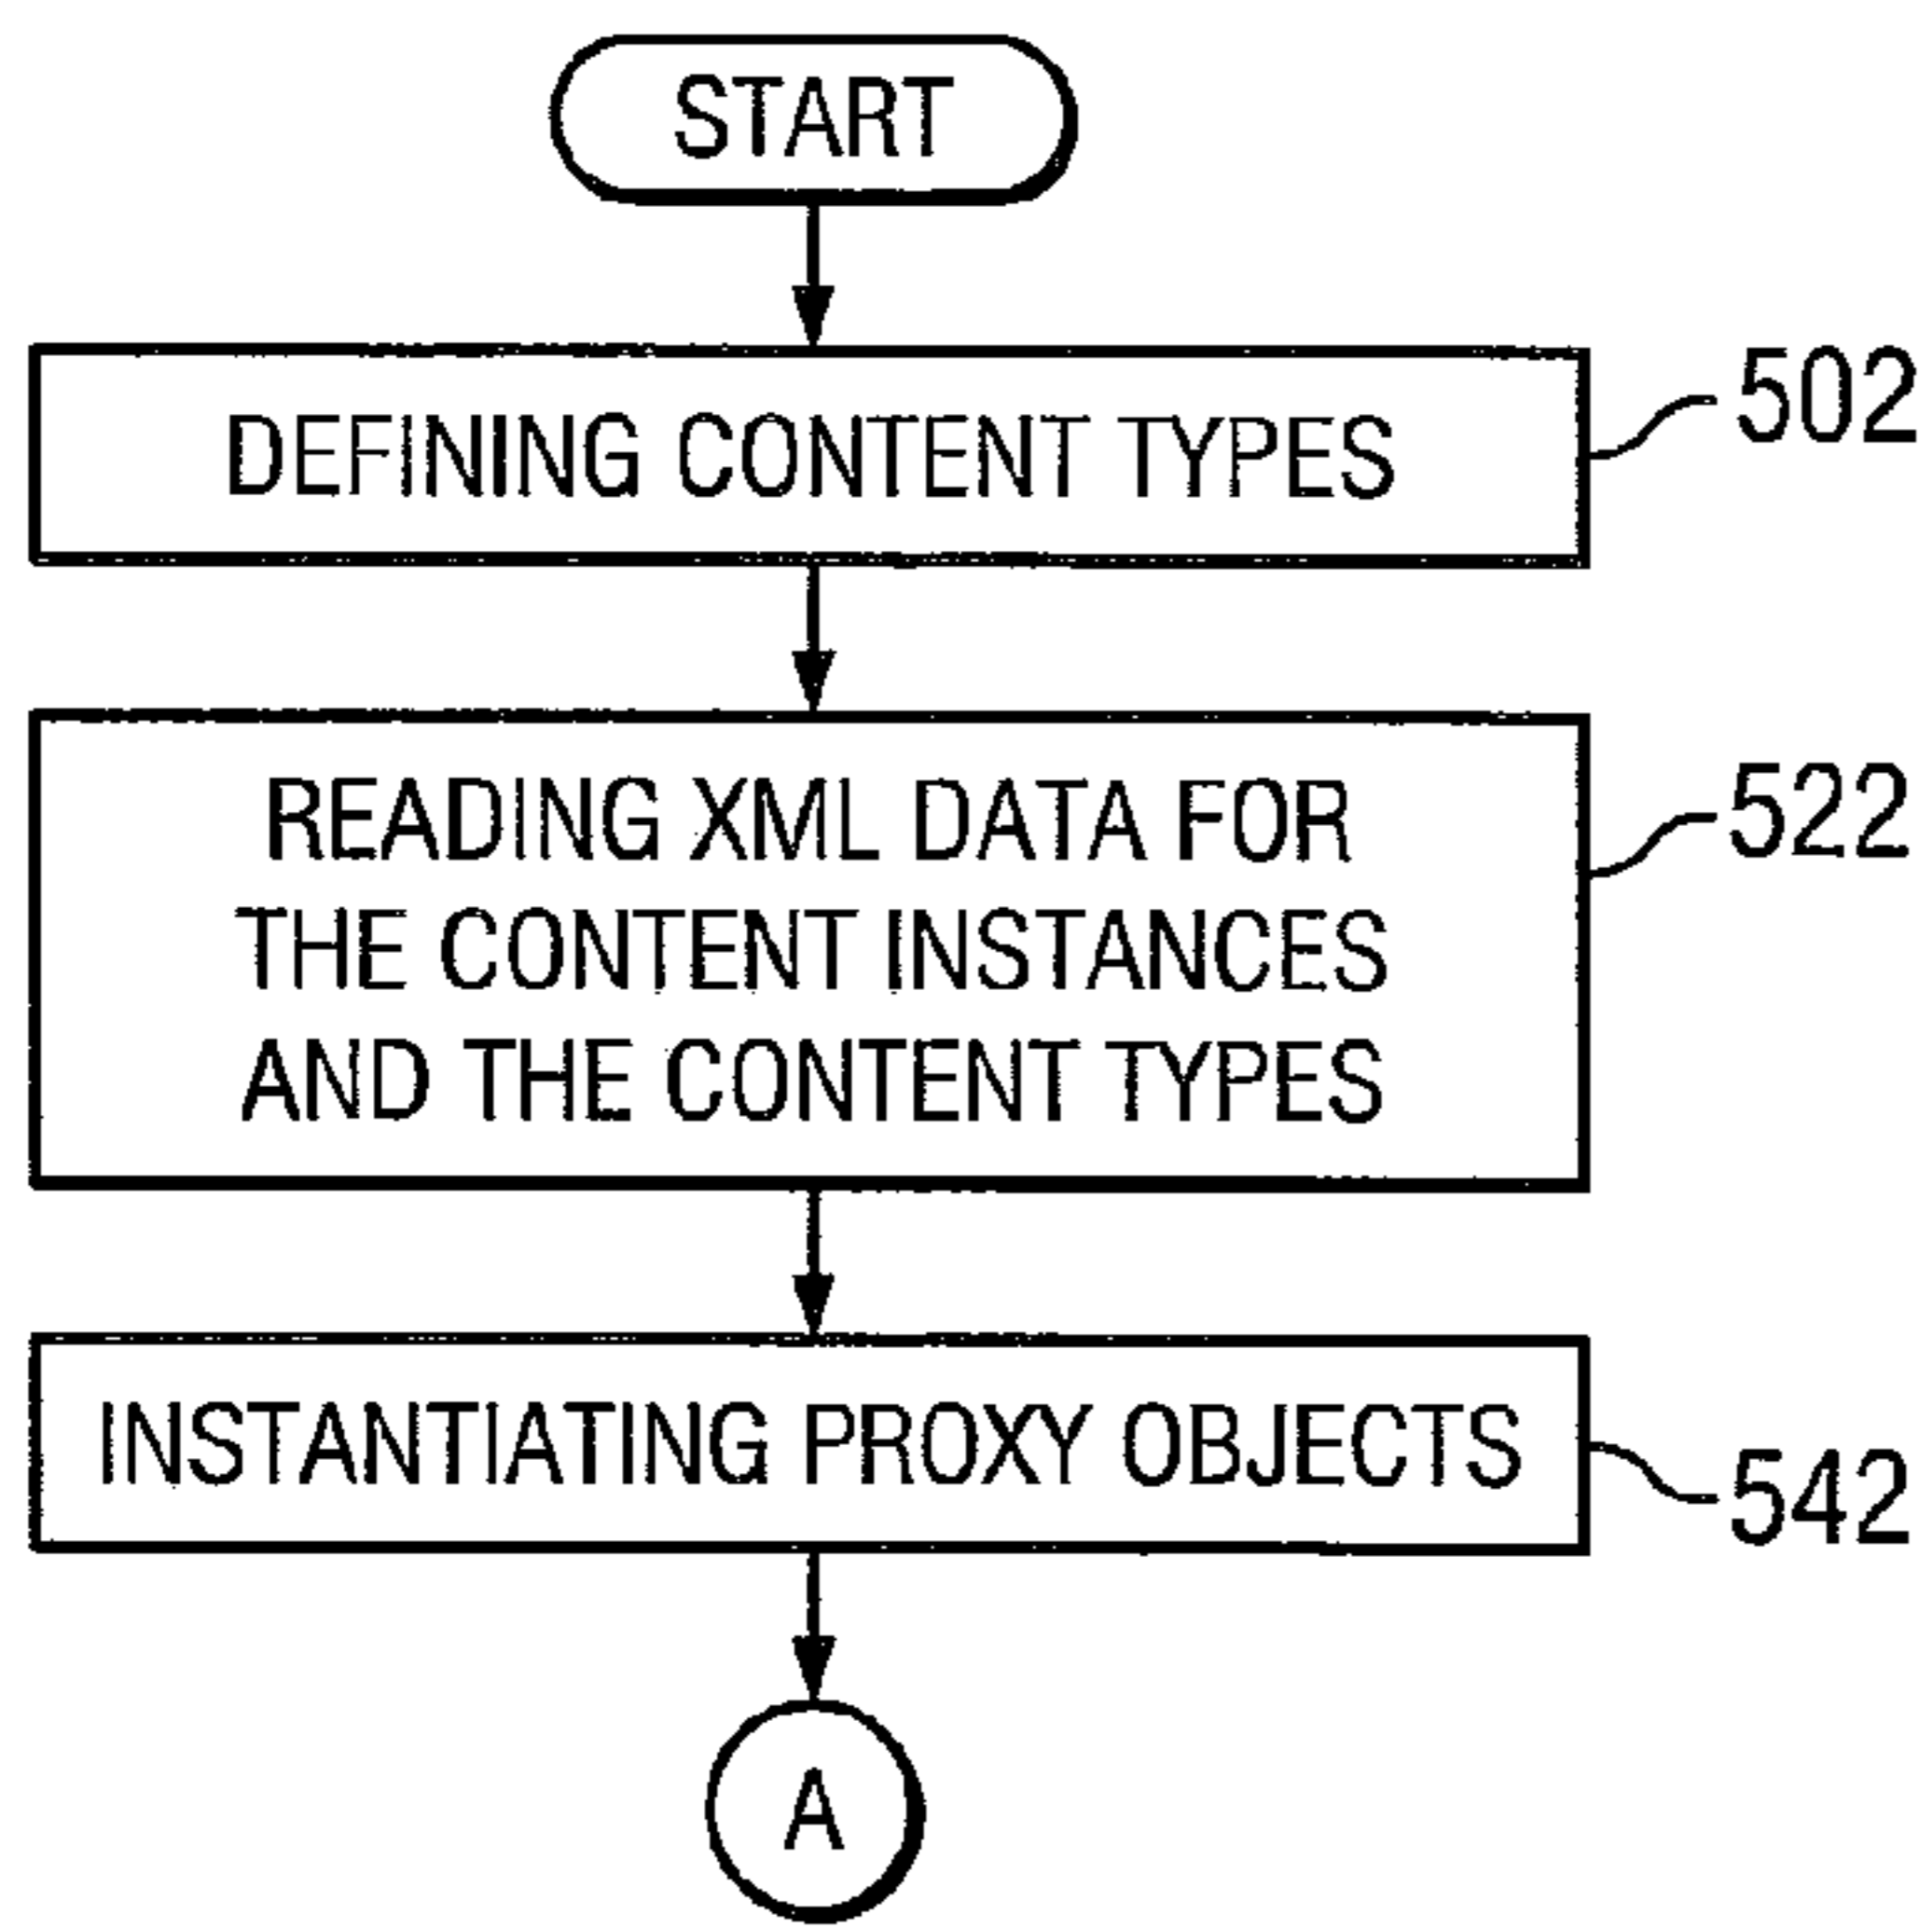 START
DEFINING CONTENT TYPES
502
READING XML DATA FOR
THE CONTENT INSTANCES
AND THE CONTENT TYPES
522
INSTANTIATING PROXY OBJECTS
542
A